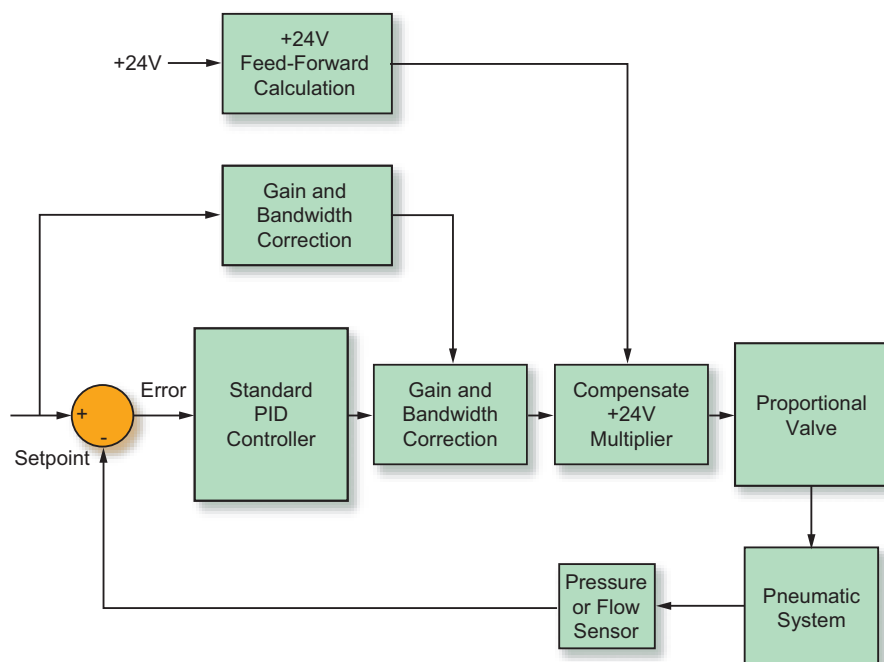 +24V
+24V
Feed-Forward
Calculation
Gain and
Bandwidth
Correction
Setpoint
+
-
Error
Standard
PID
Controller
Gain and
Bandwidth
Correction
Compensate
+24V
Multiplier
Proportional
Valve
Pressure
or Flow
Sensor
Pneumatic
System